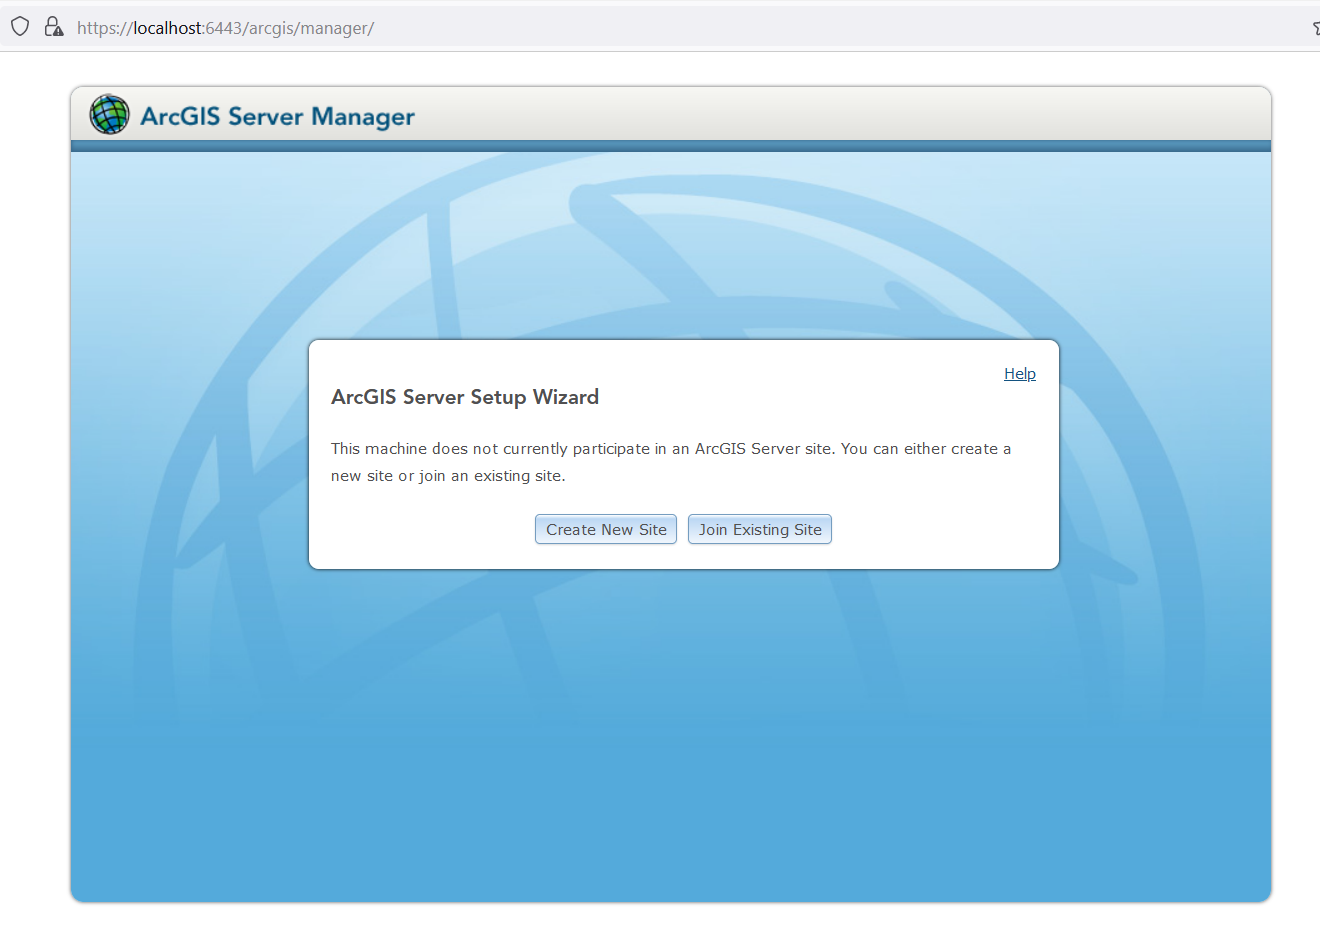 https://localhost:6443/arcgis/manager/
ArcGIS Server Manager
Help
ArcGIS Server Setup Wizard
This machine does not currently participate in an ArcGIS Server site. You can either create a
new site or join an existing site.
Create New Site Join Existing Site